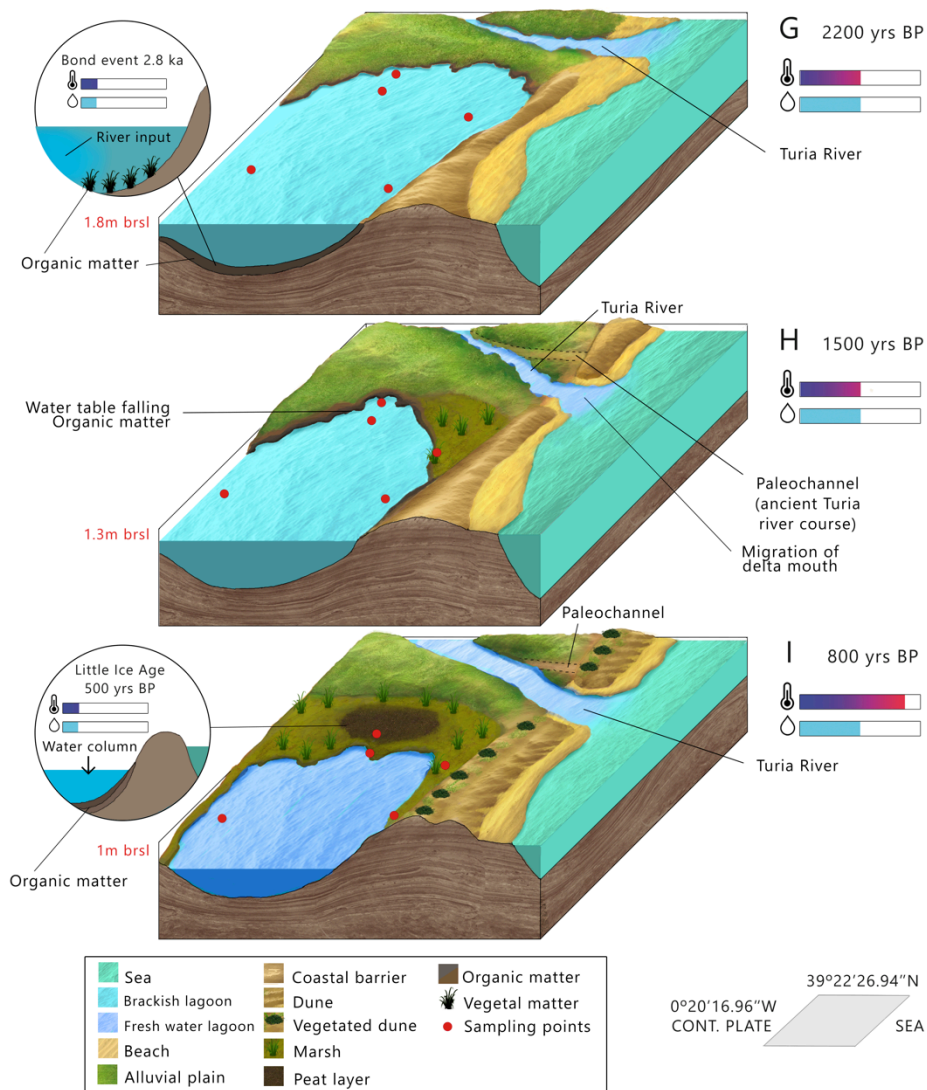 G 2200 yrs BP
Bond event 2.8 ka
River input
Turia River
1.8m brsl
Organic matter
Turia River
H 1500 yrs BP
Water table falling
Organic matter
Paleochannel
(ancient Turia
river course)
1.3m brsl
Migration of
delta mouth
Paleochannel
I 800 yrs BP
Little Ice Age
500 yrs BP
Water column
Turia River
1m brsl
Organic matter
Sea
Brackish lagoon
Fresh water lagoon
Beach
Alluvial plain
Coastal barrier
Dune
Vegetated dune
Marsh
Peat layer
Organic matter
Vegetal matter
Sampling points
39º22’26.94”N
0º20’16.96”W
CONT. PLATE
SEA